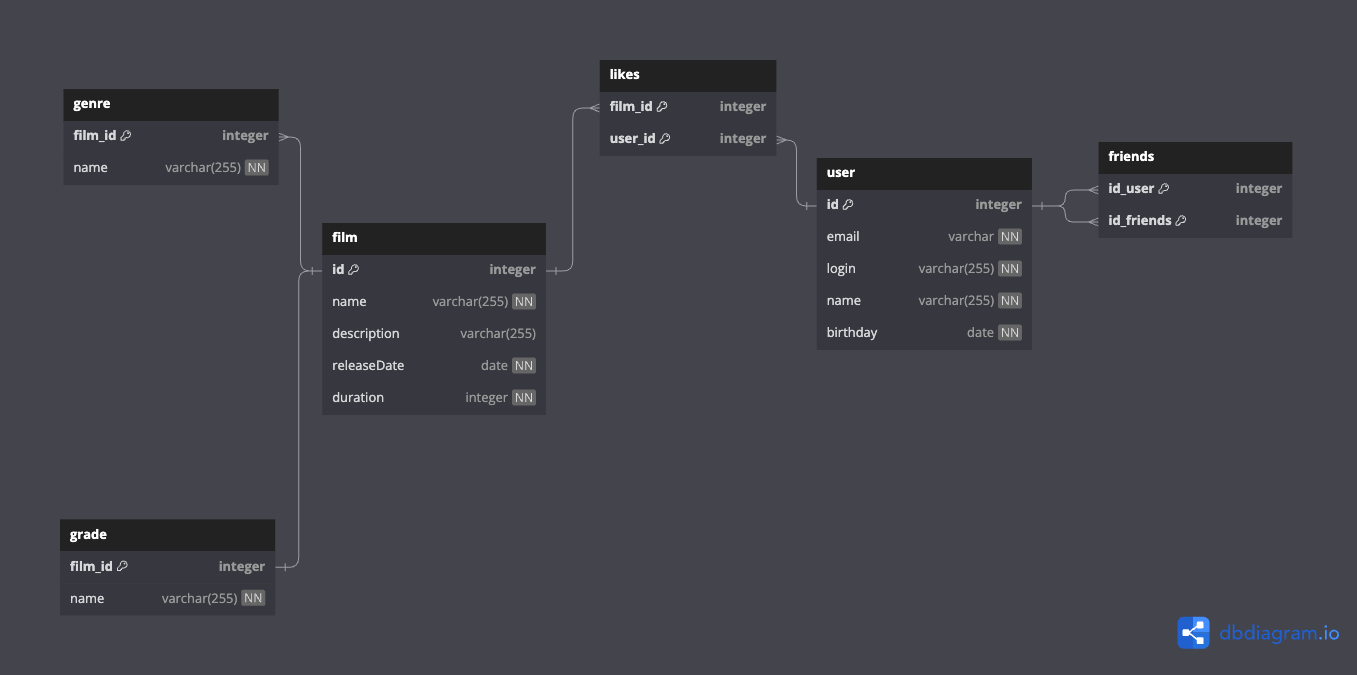 genre
film_id integer
name varchar(255) NN
film
id integer
name varchar(255) NN
description varchar(255)
releaseDate date NN
duration integer NN
grade
film_id integer
name varchar(255) NN
likes
film_id integer
user_id integer
user
id integer
email varchar NN
login varchar(255) NN
name varchar(255) NN
birthday date NN
friends
id_user integer
id_friends integer
dbdiagram.io